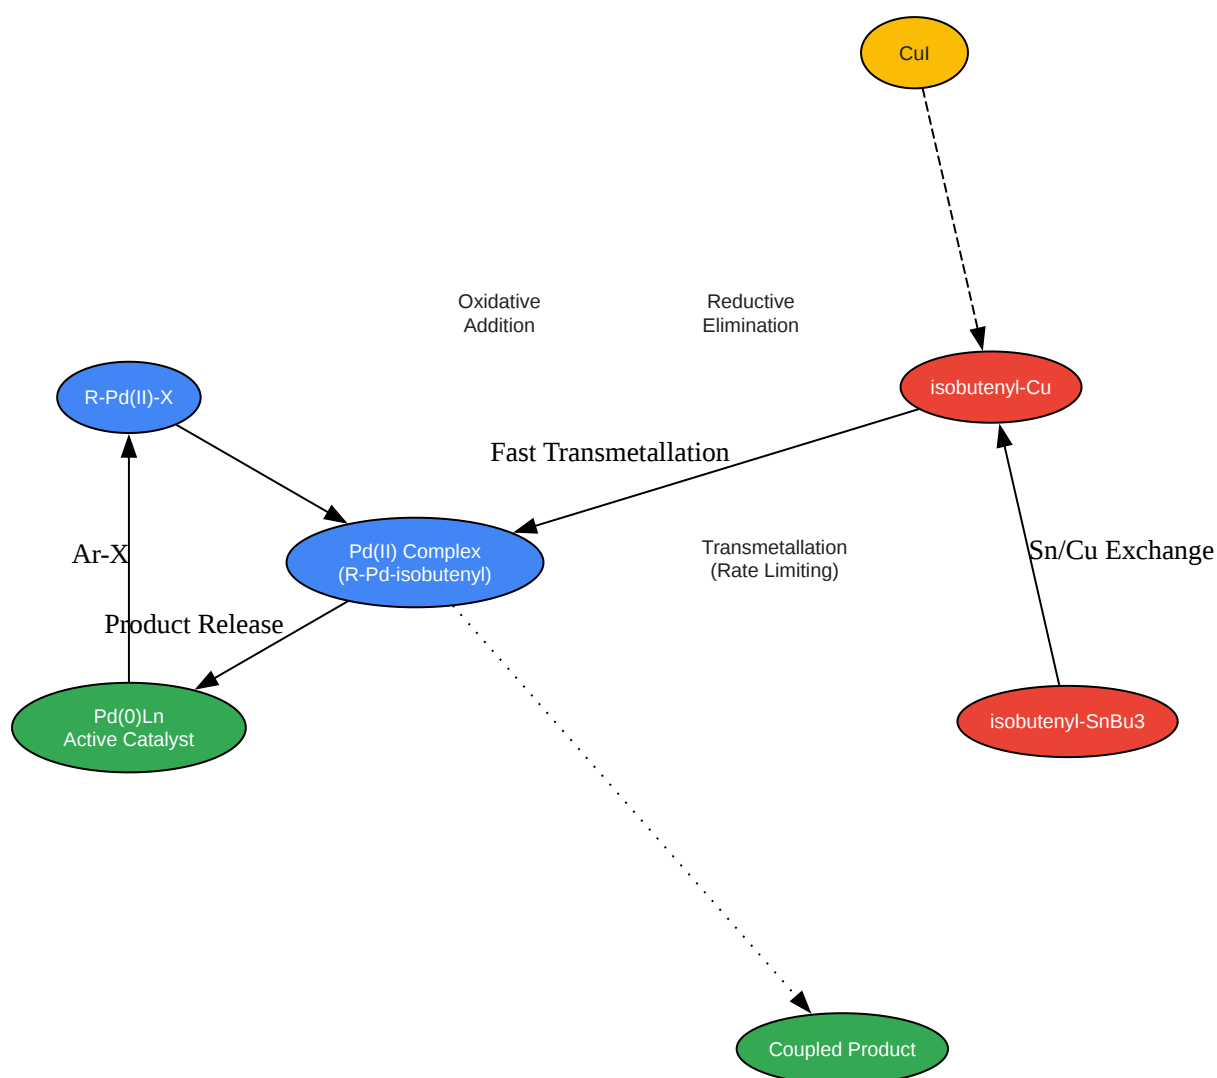 CuI
Oxidative
Addition
Reductive
Elimination
R-Pd(II)-X
isobutenyl-Cu
Fast Transmetallation
Ar-X
Pd(II) Complex
(R-Pd-isobutenyl)
Transmetallation
(Rate Limiting)
Sn/Cu Exchange
Product Release
Pd(0)Ln
Active Catalyst
isobutenyl-SnBu3
Coupled Product